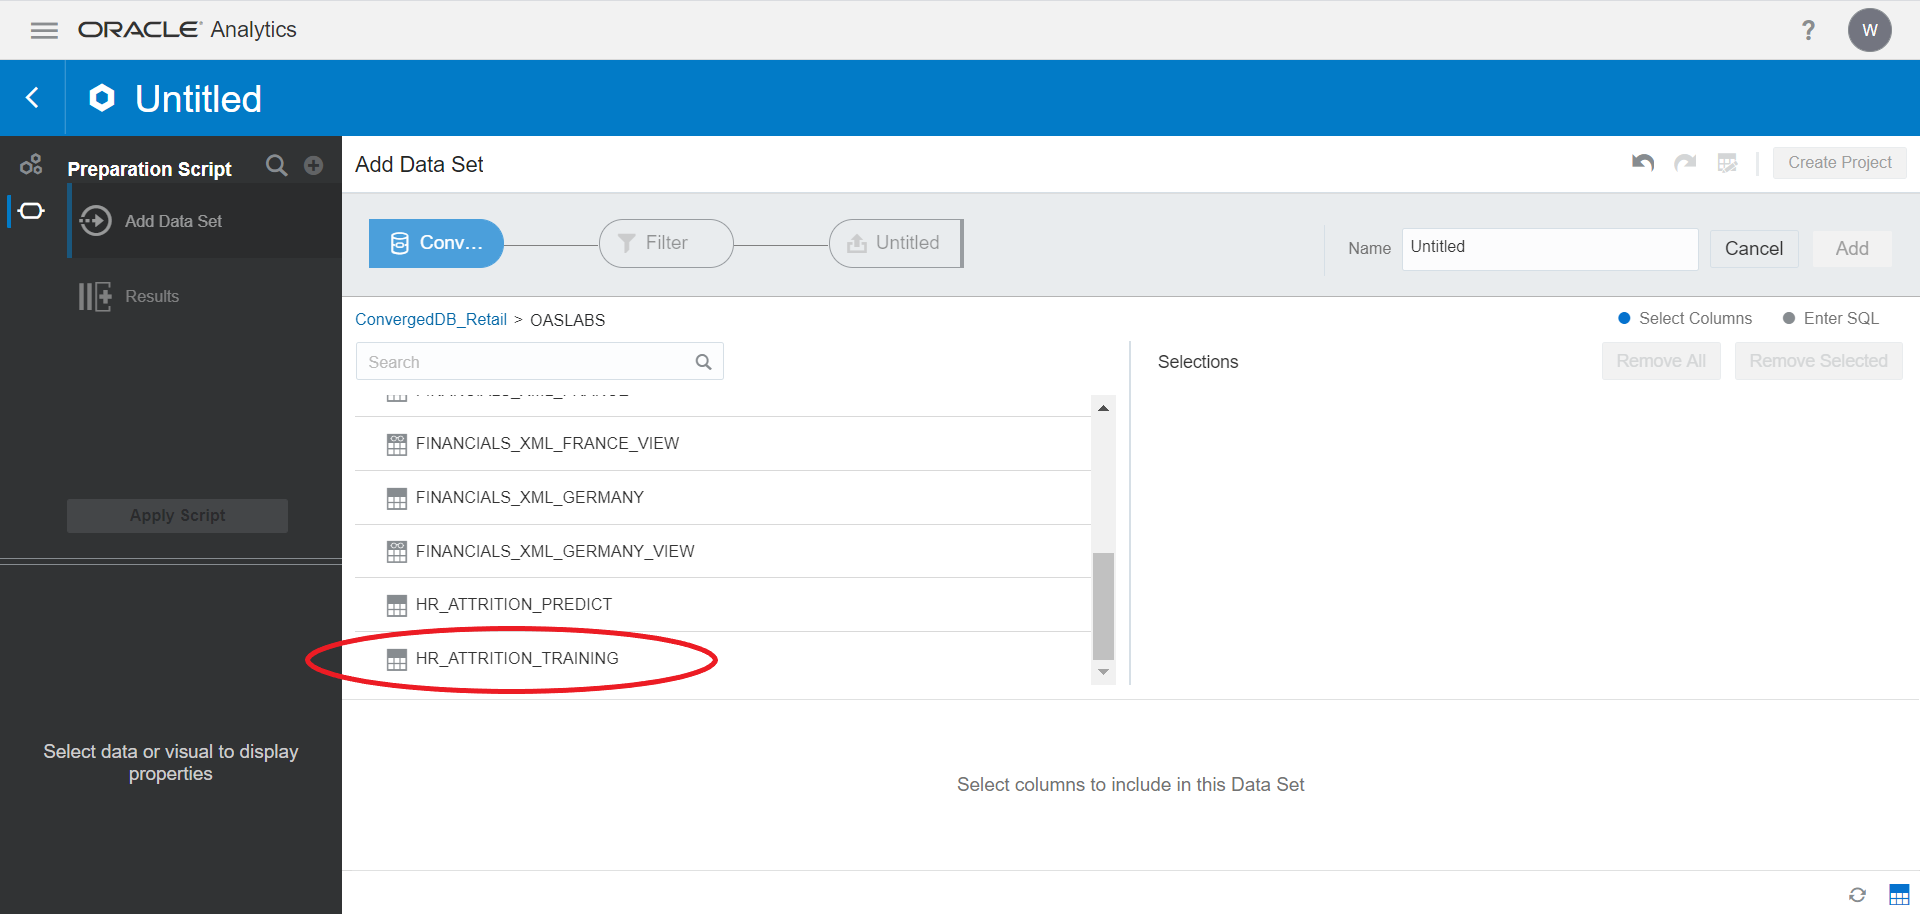 ORACLE Analytics
?
W
Untitled
Preparation Script
Add Data Set
Results
Apply Script
Select data or visual to display
properties
Add Data Set
Create Project
Conv...
Filter
Untitled
Name
Untitled
Cancel
Add
ConvergedDB_Retail > OASLABS
Select Columns
Enter SQL
Search
Selections
Remove All
Remove Selected
FINANCIALS_XML_FRANCE_VIEW
FINANCIALS_XML_GERMANY
FINANCIALS_XML_GERMANY_VIEW
HR_ATTRITION_PREDICT
HR_ATTRITION_TRAINING
Select columns to include in this Data Set